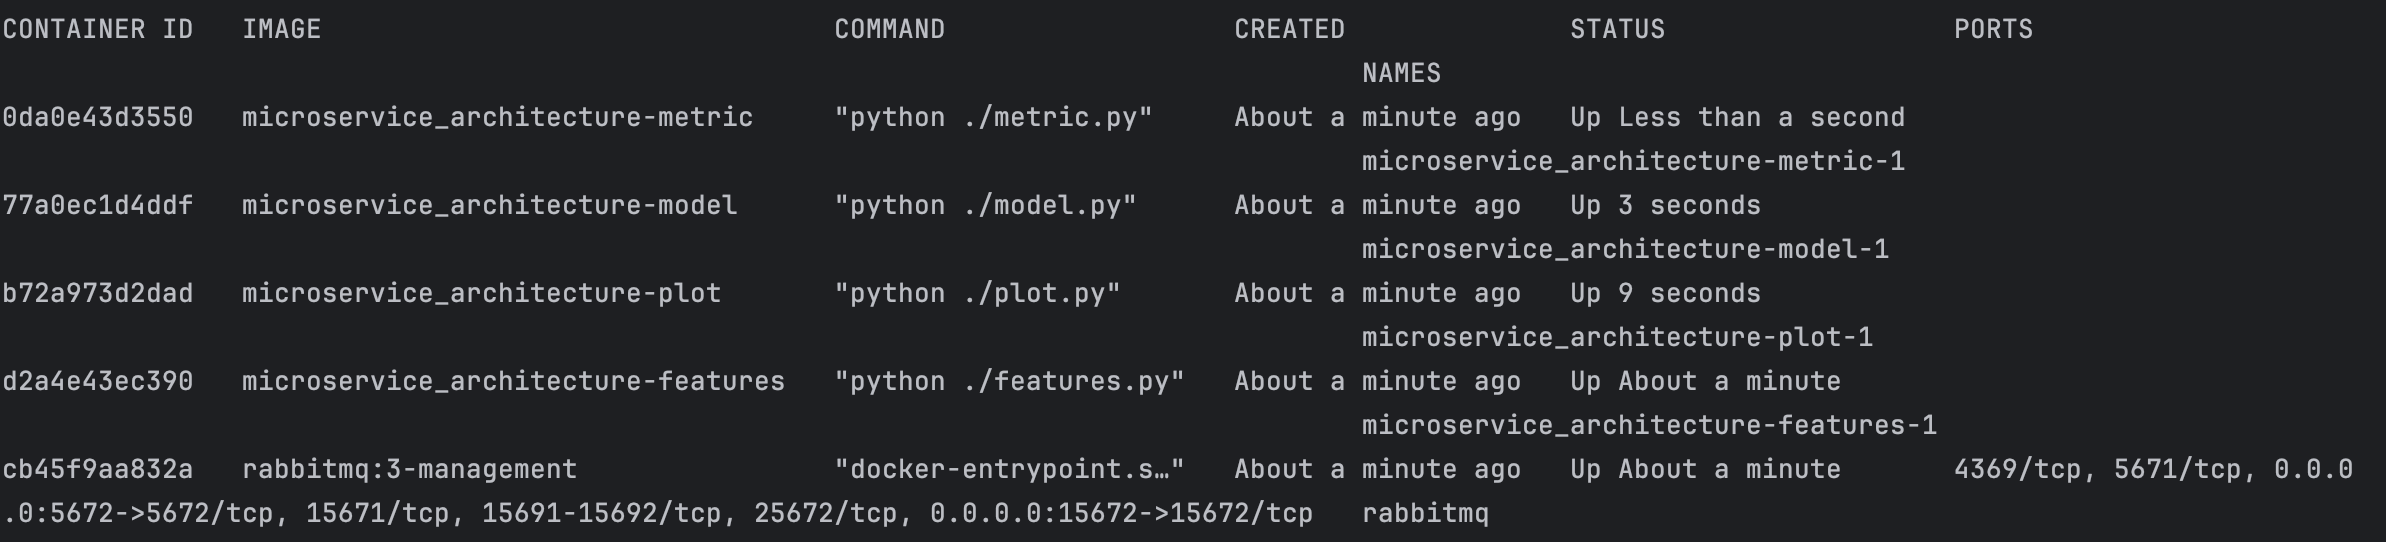 CONTAINER ID   IMAGE                                COMMAND                  CREATED              STATUS                  PORTS
NAMES
0da0e43d3550   microservice_architecture-metric     "python ./metric.py"     About a minute ago   Up Less than a second
microservice_architecture-metric-1
77a0ec1d4ddf   microservice_architecture-model      "python ./model.py"      About a minute ago   Up 3 seconds
microservice_architecture-model-1
b72a973d2dad   microservice_architecture-plot       "python ./plot.py"       About a minute ago   Up 9 seconds
microservice_architecture-plot-1
d2a4e43ec390   microservice_architecture-features   "python ./features.py"   About a minute ago   Up About a minute
microservice_architecture-features-1
cb45f9aa832a   rabbitmq:3-management                "docker-entrypoint.s…"   About a minute ago   Up About a minute       4369/tcp, 5671/tcp, 0.0.0
.0:5672->5672/tcp, 15671/tcp, 15691-15692/tcp, 25672/tcp, 0.0.0.0:15672->15672/tcp   rabbitmq